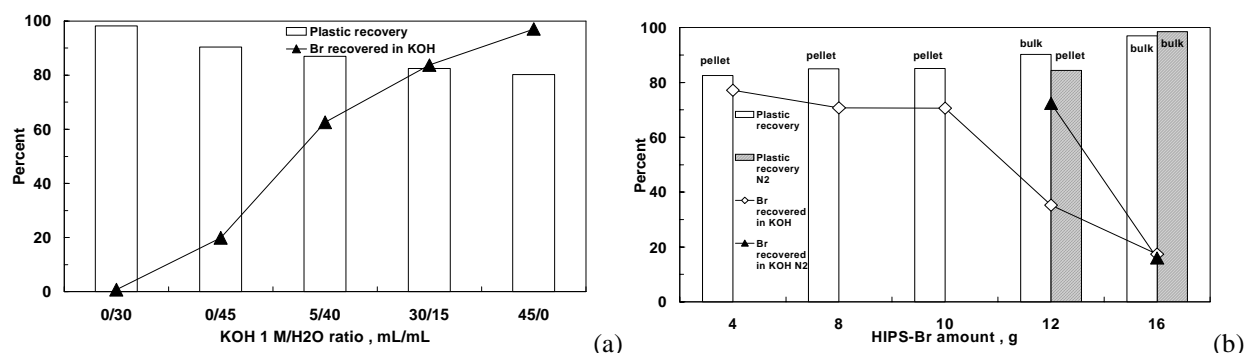 100
80
60
40
20
0
Percent
Plastic recovery
Br recovered in KOH
0/30 0/45 5/40 30/15 45/0
KOH 1 M/H2O ratio , mL/mL
(a)
100
80
60
40
20
0
Percent
pellet pellet pellet bulk pellet bulk bulk
Plastic
recovery
Plastic
recovery
N2
Br
recovered
in KOH
Br
recovered
in KOH N2
4 8 10 12 16
HIPS-Br amount , g
(b)